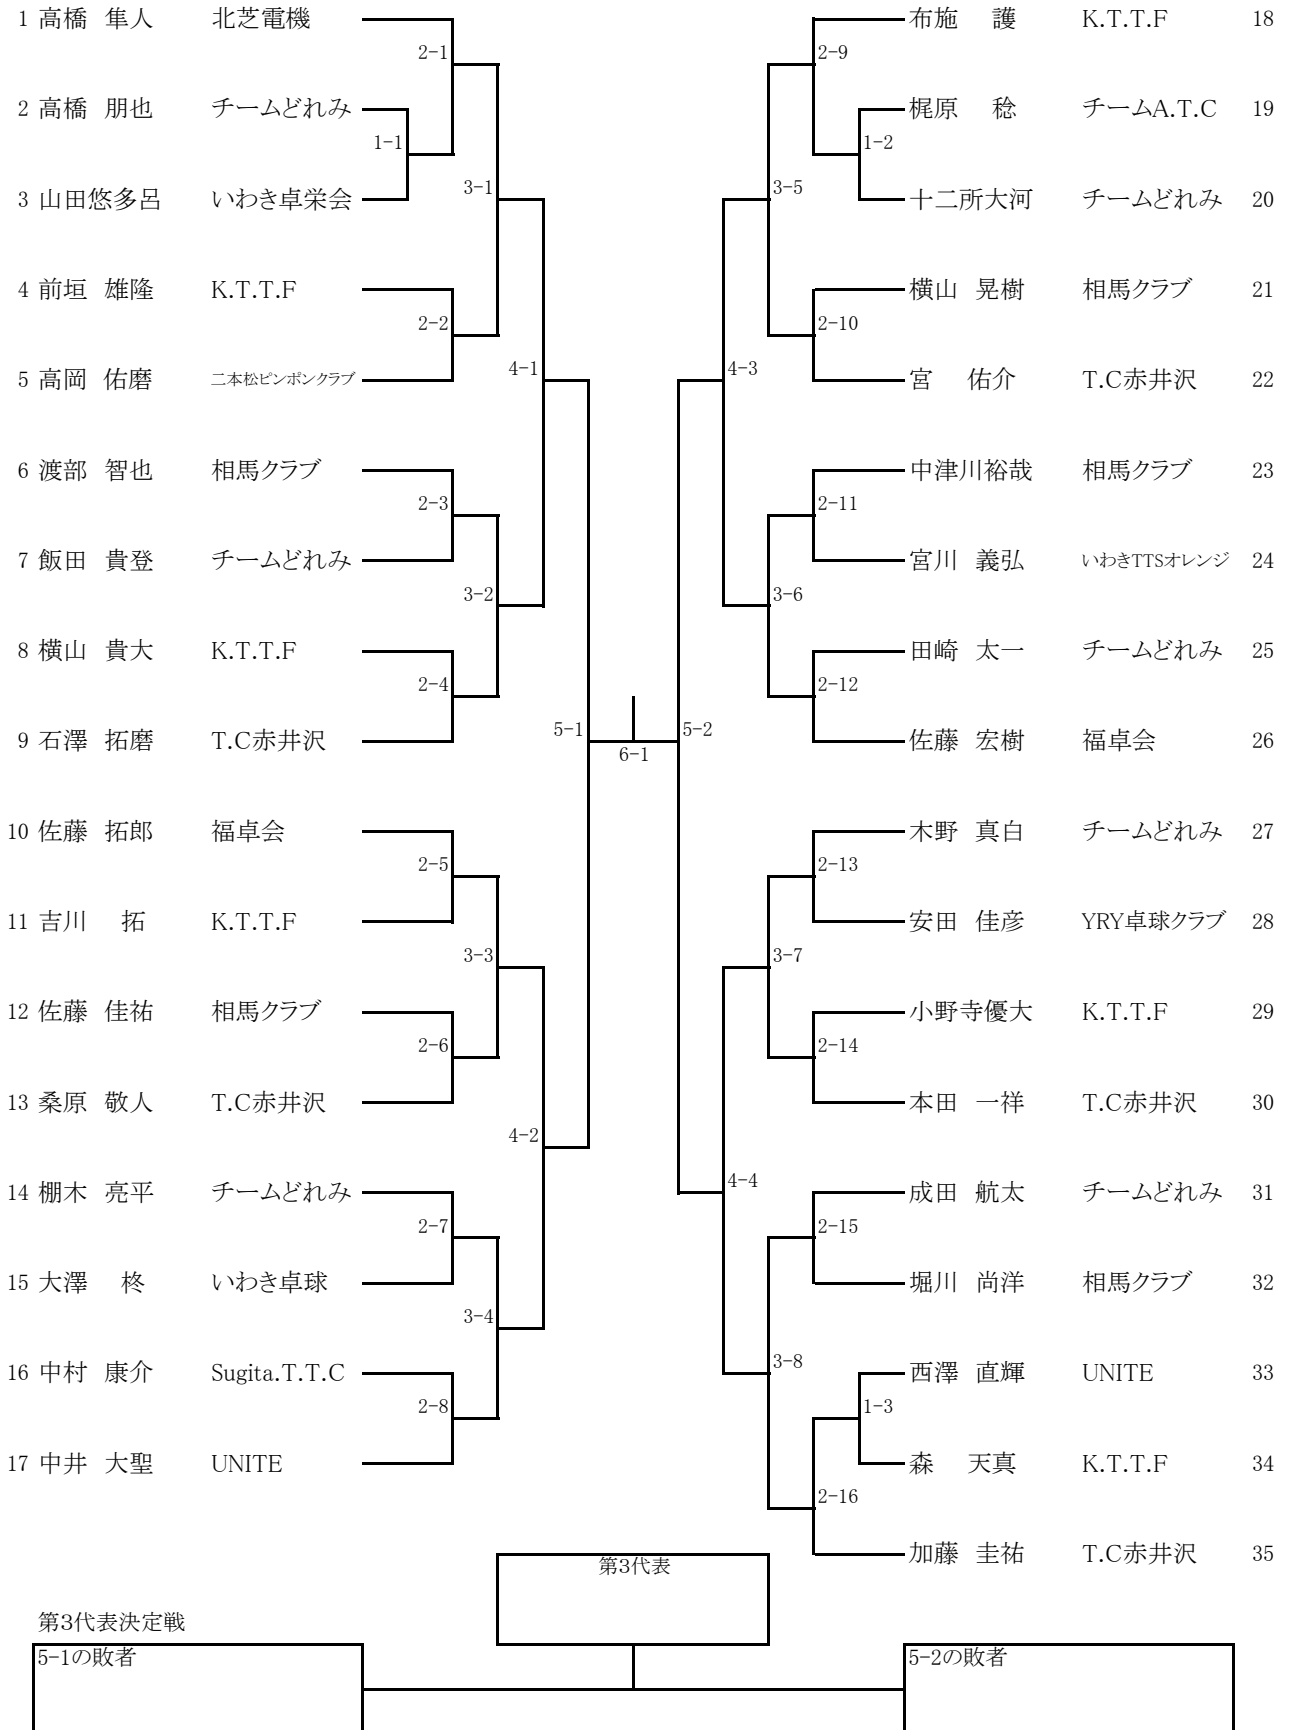 1 高橋 隼人 北芝電機
2-1
2 高橋 朋也 チームどれみ
1-1
3 山田悠多呂 いわき卓栄会
3-1
4 前垣 雄隆 K.T.T.F
2-2
5 高岡 佑磨 二本松ピンポンクラブ
4-1
6 渡部 智也 相馬クラブ
2-3
7 飯田 貴登 チームどれみ
3-2
8 横山 貴大 K.T.T.F
2-4
9 石澤 拓磨 T.C赤井沢
5-1
10 佐藤 拓郎 福卓会
2-5
11 吉川 拓 K.T.T.F
3-3
12 佐藤 佳祐 相馬クラブ
2-6
13 桑原 敬人 T.C赤井沢
4-2
14 棚木 亮平 チームどれみ
2-7
15 大澤 柊 いわき卓球
3-4
16 中村 康介 Sugita.T.T.C
2-8
17 中井 大聖 UNITE
6-1
布施 護 K.T.T.F 18
2-9
梶原 稔 チームA.T.C 19
1-2
十二所大河 チームどれみ 20
3-5
横山 晃樹 相馬クラブ 21
2-10
宮 佑介 T.C赤井沢 22
4-3
中津川裕哉 相馬クラブ 23
2-11
宮川 義弘 いわきTTSオレンジ 24
3-6
田崎 太一 チームどれみ 25
2-12
佐藤 宏樹 福卓会 26
5-2
木野 真白 チームどれみ 27
2-13
安田 佳彦 YRY卓球クラブ 28
3-7
小野寺優大 K.T.T.F 29
2-14
本田 一祥 T.C赤井沢 30
4-4
成田 航太 チームどれみ 31
2-15
堀川 尚洋 相馬クラブ 32
3-8
西澤 直輝 UNITE 33
1-3
森 天真 K.T.T.F 34
2-16
加藤 圭祐 T.C赤井沢 35
第3代表
第3代表決定戦
5-1の敗者
5-2の敗者